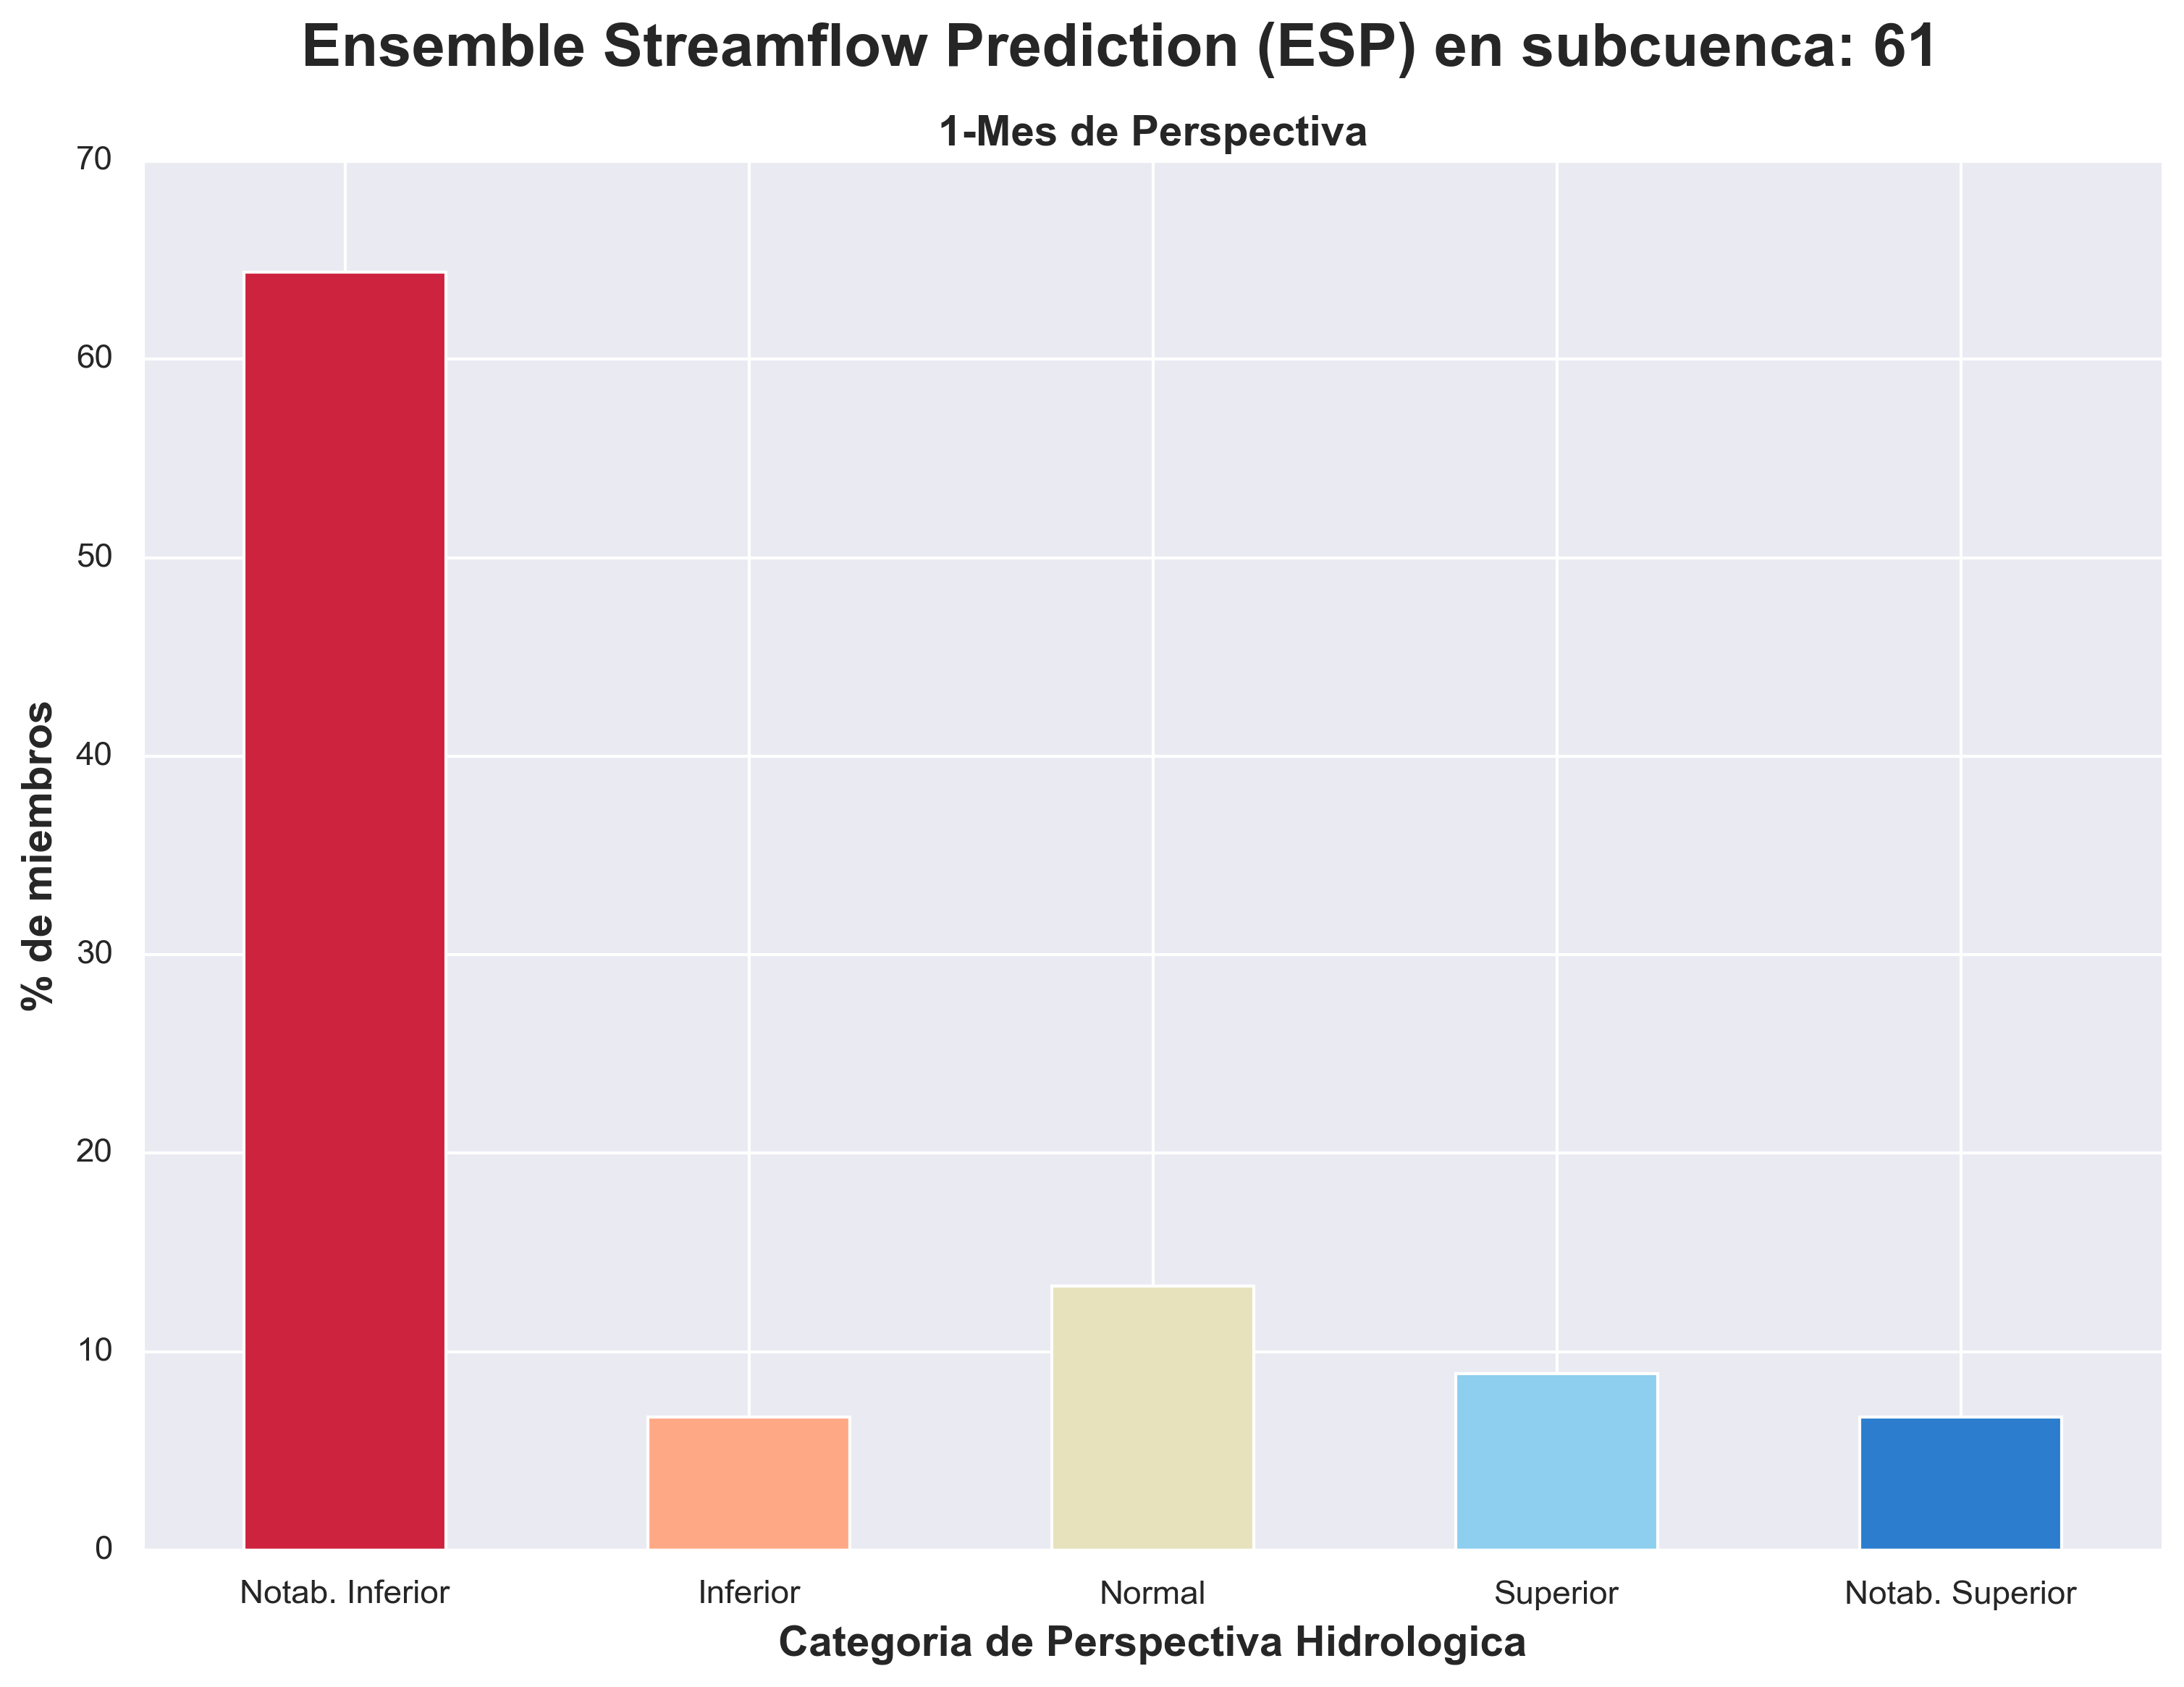 Ensemble Streamflow Prediction (ESP) en subcuenca: 61
1-Mes de Perspectiva
70
60
50
40
30
20
10
0
% de miembros
Notab. Inferior Inferior Normal Superior Notab. Superior
Categoria de Perspectiva Hidrologica